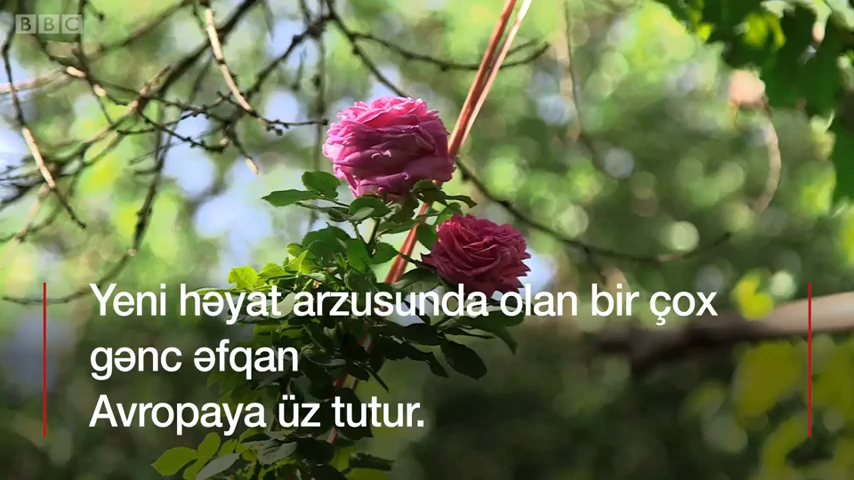 BBC
Yeni həyat arzusunda olan bir çox
gənc əfqan
Avropaya üz tutur.